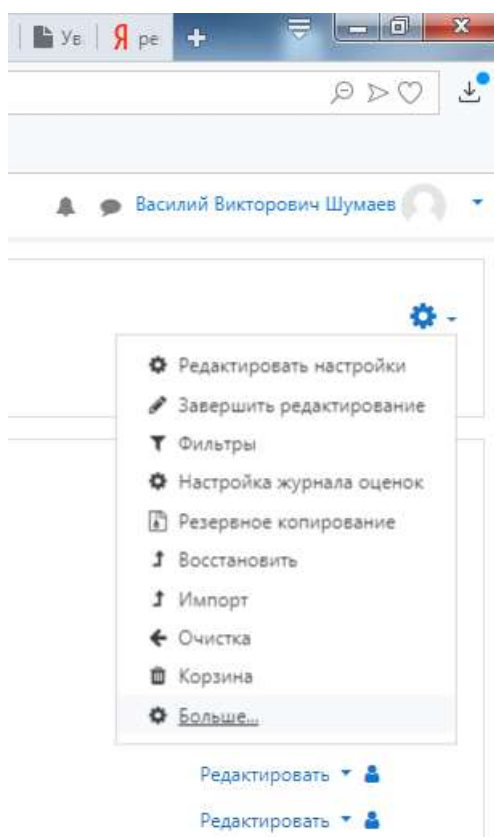 Ув Я ре
Василий Викторович Шумаев
Редактировать настройки
Завершить редактирование
Фильтры
Настройка журнала оценок
Резервное копирование
Восстановить
Импорт
Очистка
Корзина
Больше...
Редактировать
Редактировать